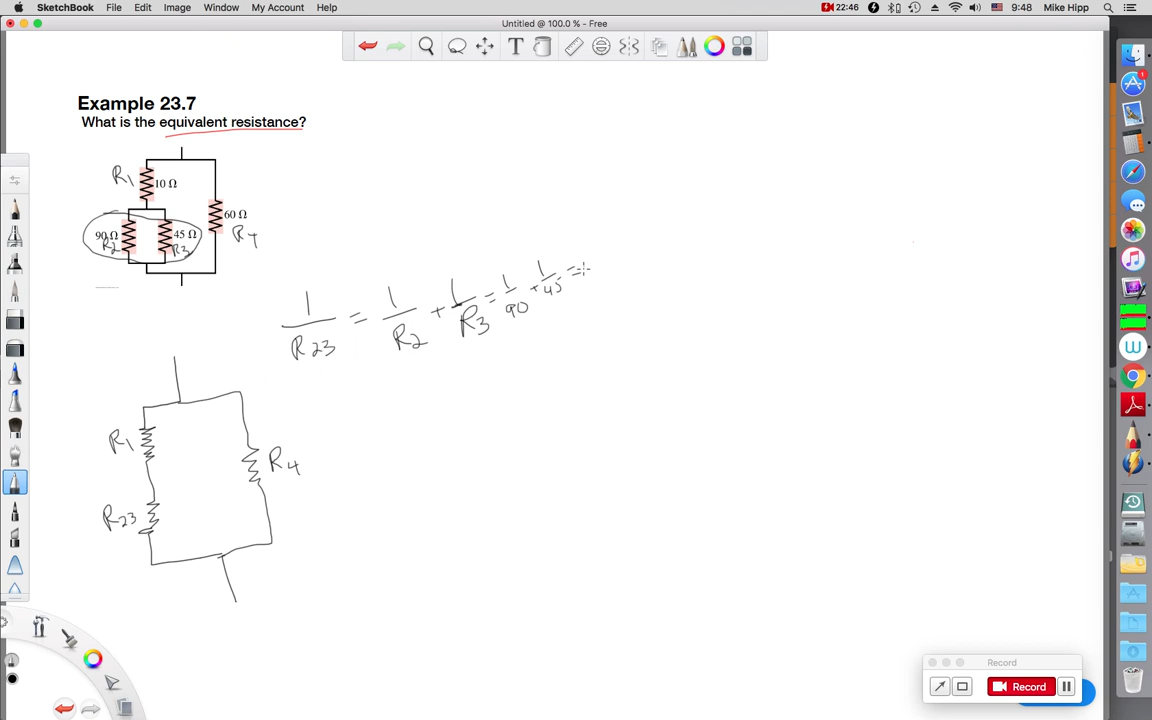 SketchBook File Edit Image Window My Account Help 22:46 9:48 Mike Hipp
Untitled @ 100.0 % - Free
T
Example 23.7
What is the equivalent resistance?
R1 10 Ω
60 Ω
R4
90 Ω R2
45 Ω R3
1/R23 = 1/R2 + 1/R3 = 1/90 + 1/45 =
R1
R4
R23
Record
Record
1
W